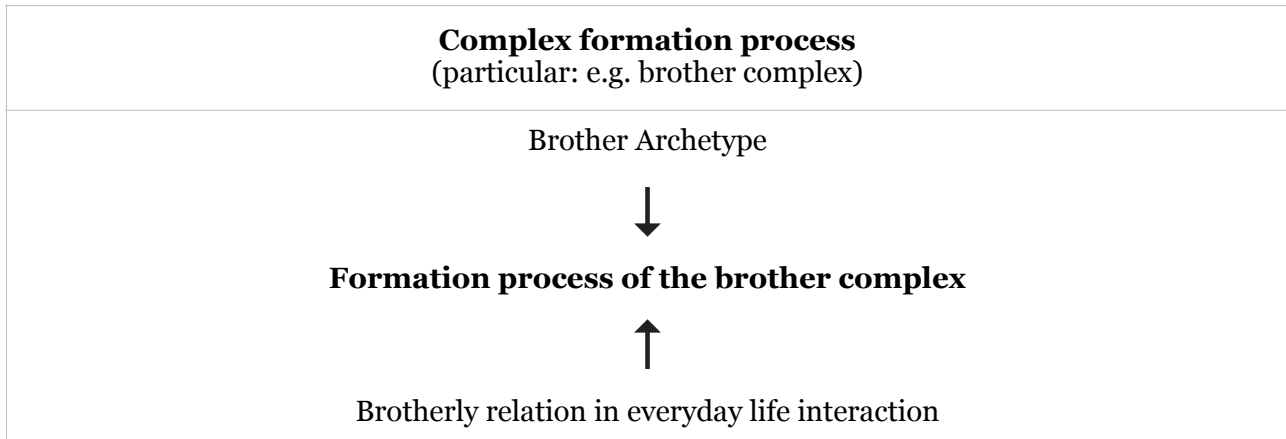 Complex formation process
(particular: e.g. brother complex)
Brother Archetype
Formation process of the brother complex
Brotherly relation in everyday life interaction